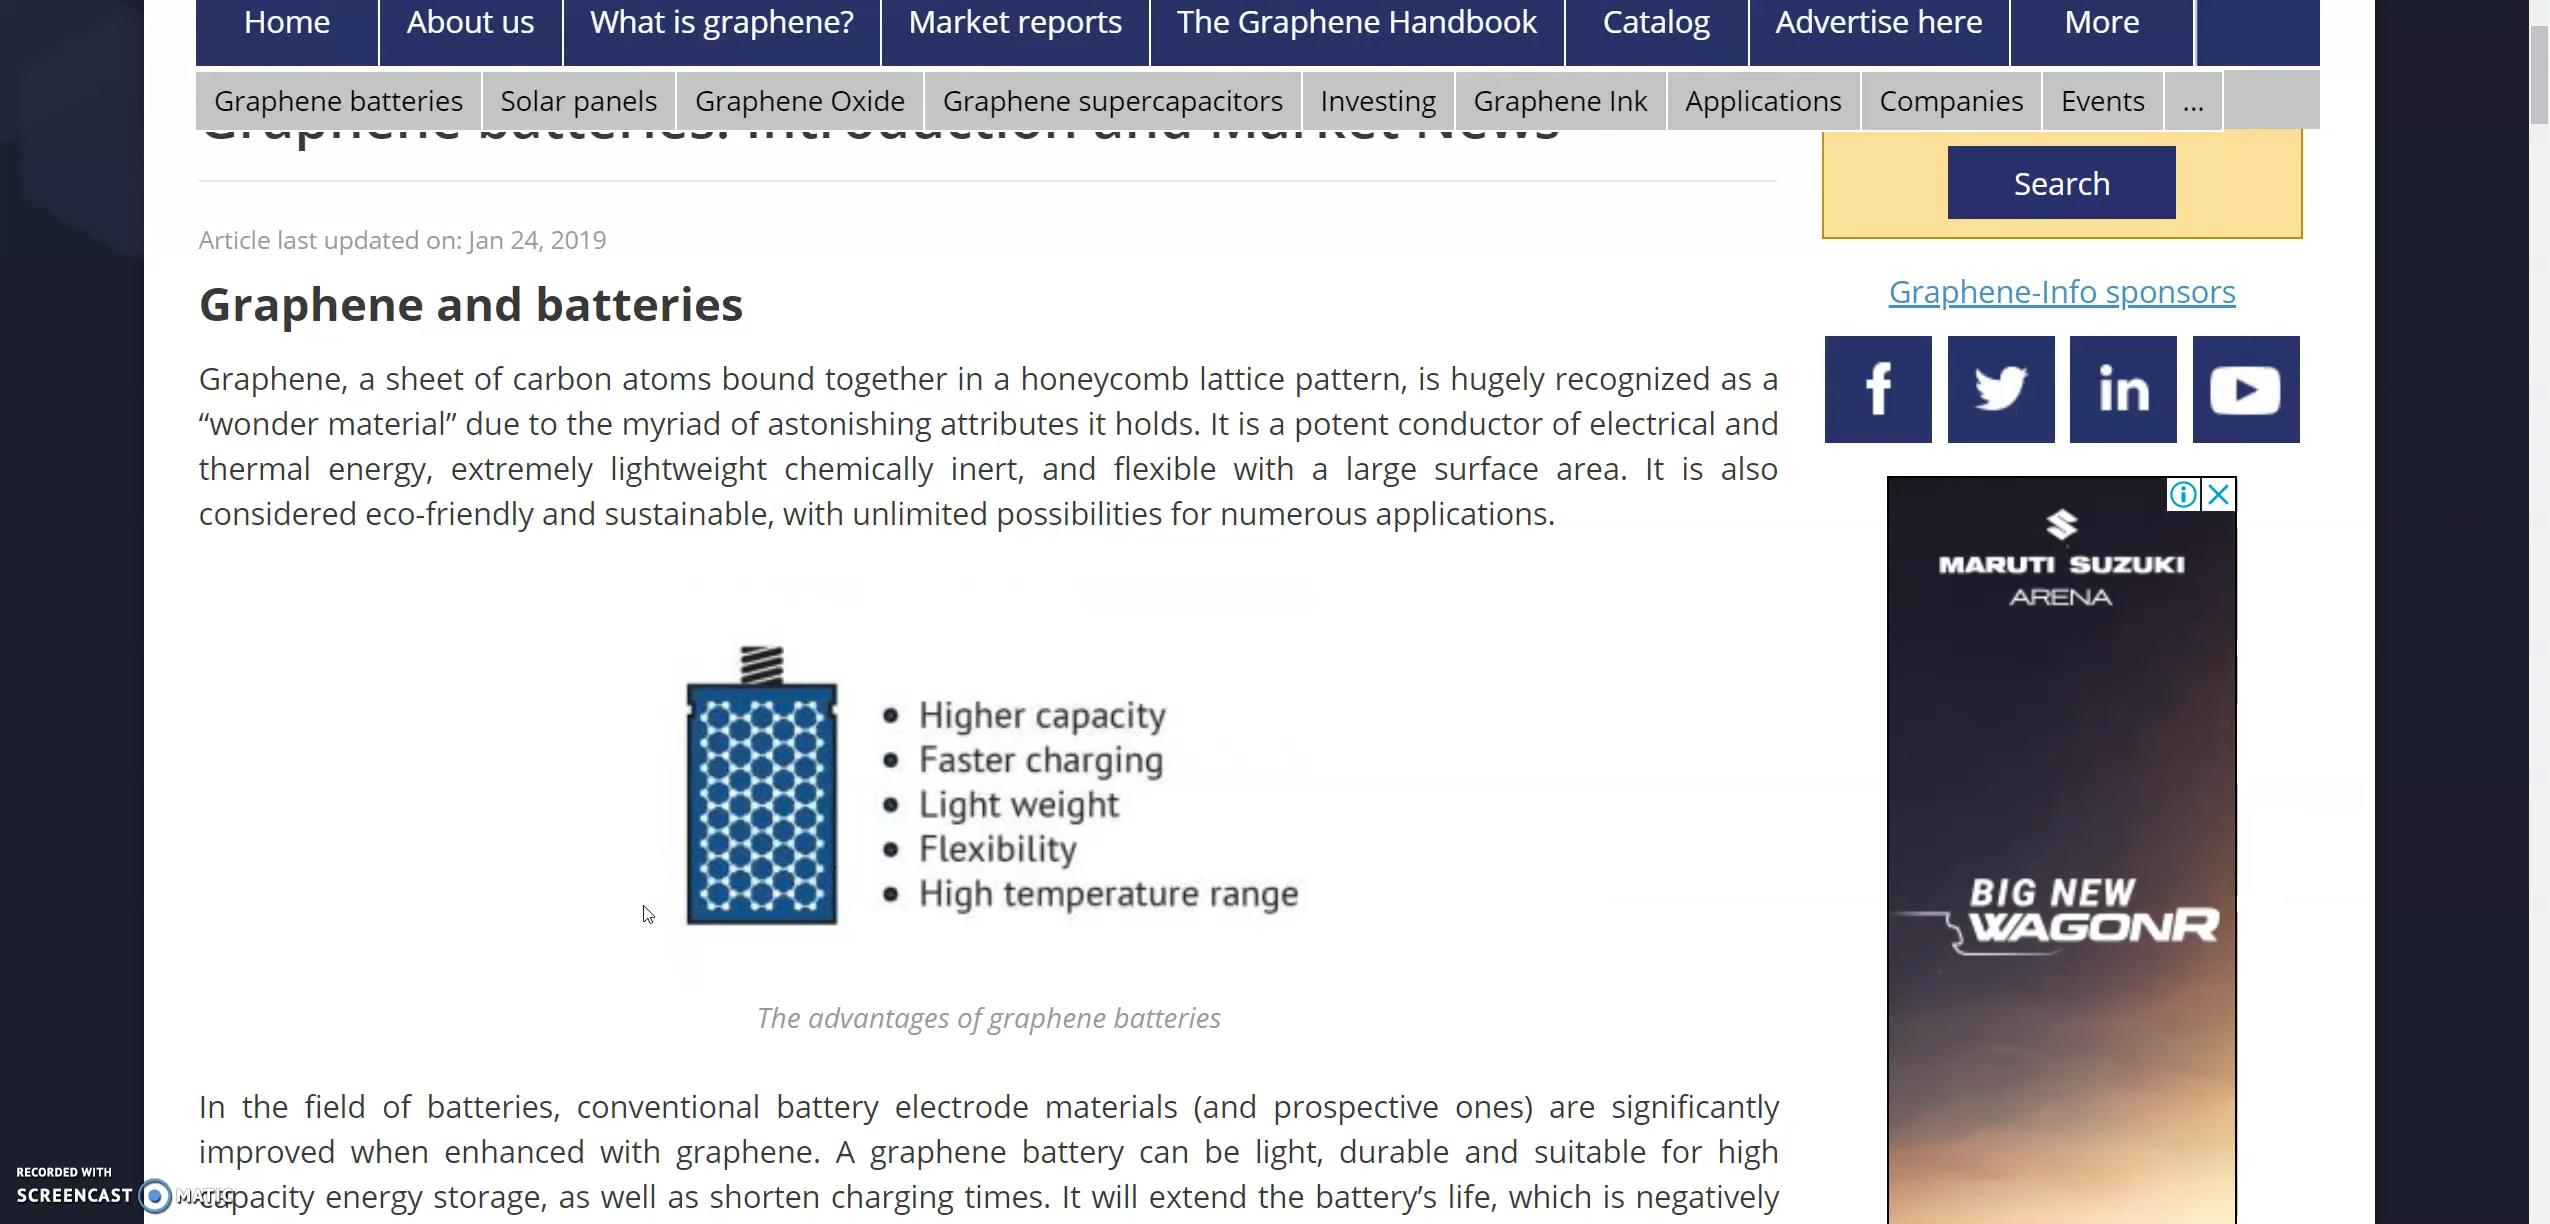 Home About us What is graphene? Market reports The Graphene Handbook Catalog Advertise here More
Graphene batteries Solar panels Graphene Oxide Graphene supercapacitors Investing Graphene Ink Applications Companies Events ...
Graphene batteries: Introduction and Market News
Search
Article last updated on: Jan 24, 2019
Graphene-Info sponsors
Graphene and batteries
Graphene, a sheet of carbon atoms bound together in a honeycomb lattice pattern, is hugely recognized as a
“wonder material” due to the myriad of astonishing attributes it holds. It is a potent conductor of electrical and
thermal energy, extremely lightweight chemically inert, and flexible with a large surface area. It is also
considered eco-friendly and sustainable, with unlimited possibilities for numerous applications.
• Higher capacity
• Faster charging
• Light weight
• Flexibility
• High temperature range
The advantages of graphene batteries
In the field of batteries, conventional battery electrode materials (and prospective ones) are significantly
improved when enhanced with graphene. A graphene battery can be light, durable and suitable for high
capacity energy storage, as well as shorten charging times. It will extend the battery’s life, which is negatively
MARUTI SUZUKI
ARENA
BIG NEW
WAGONR
RECORDED WITH
SCREENCAST MATIC